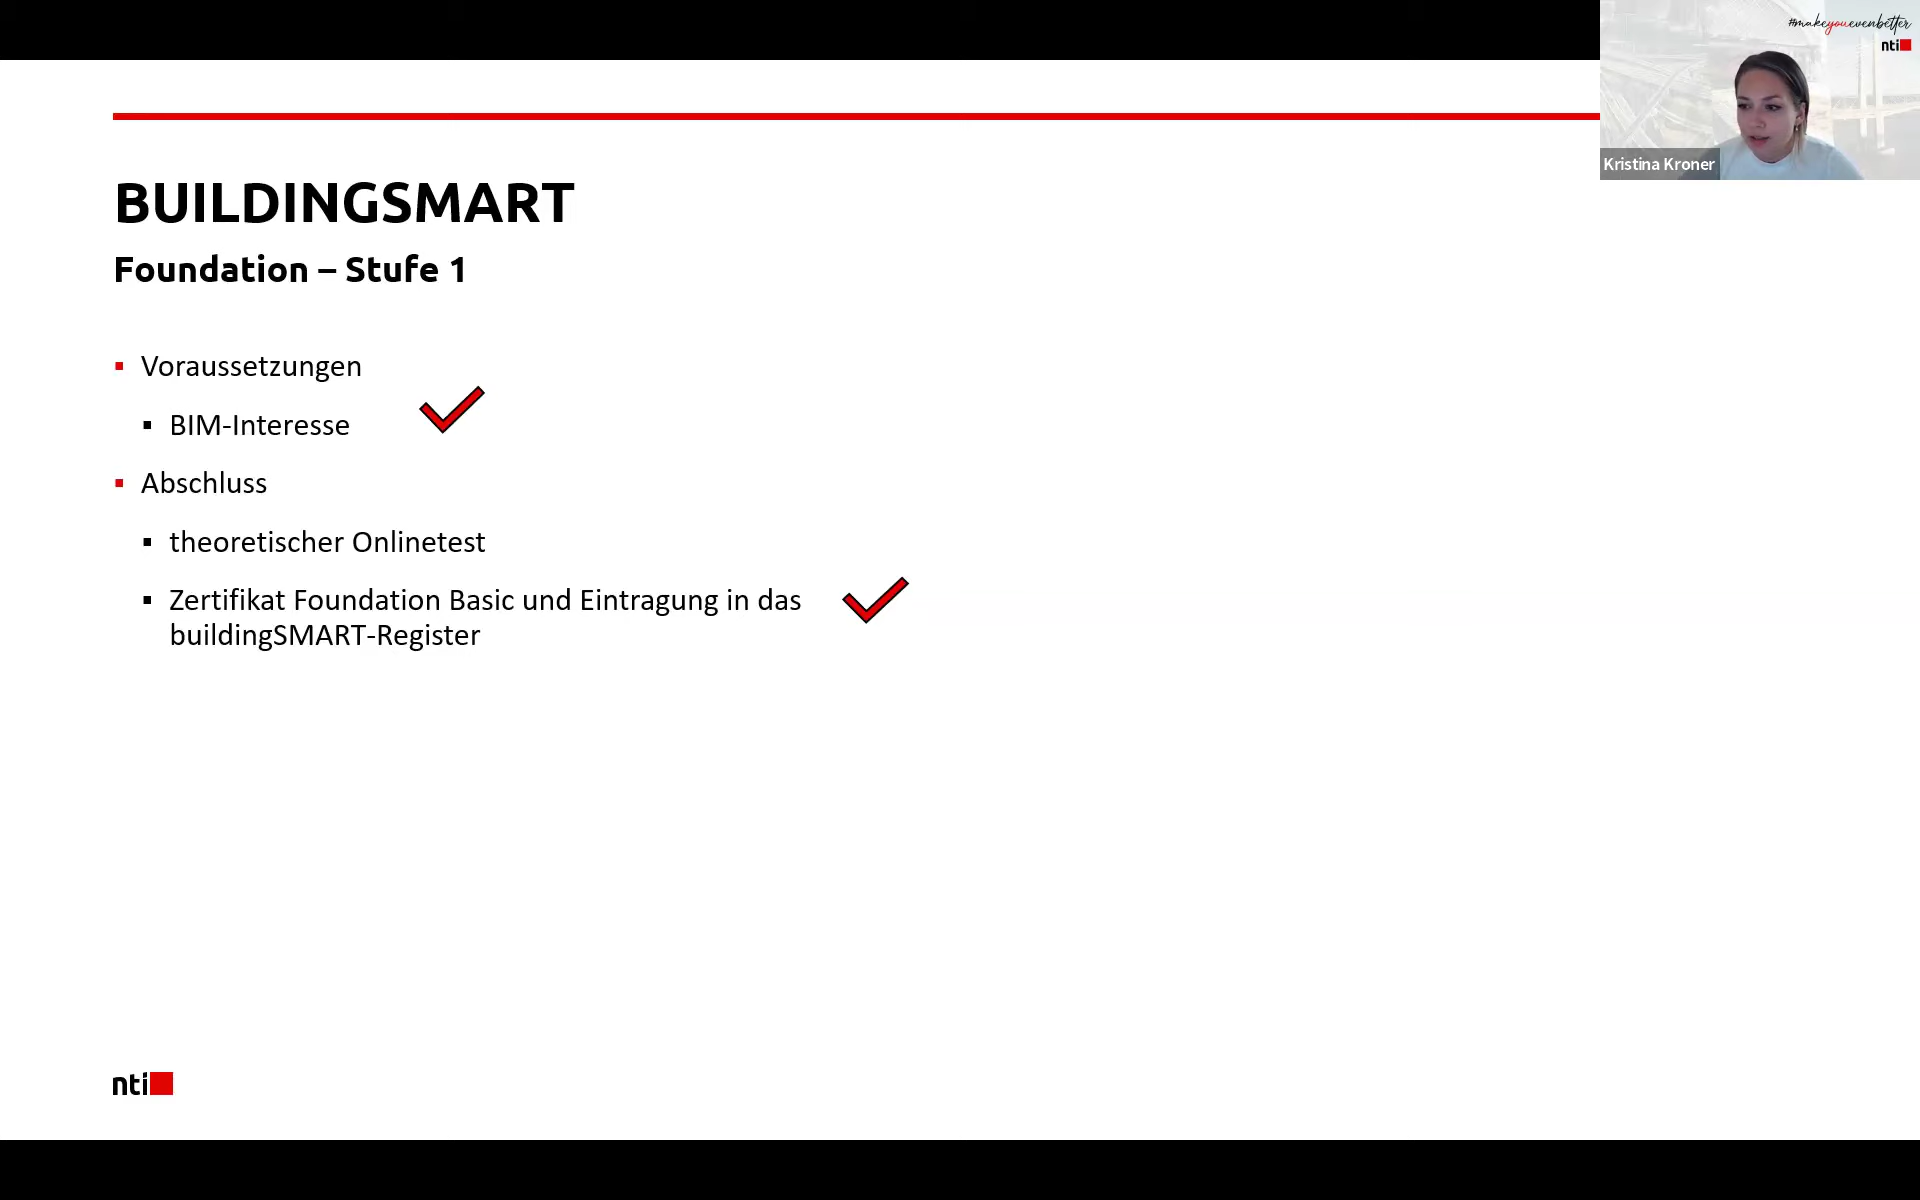 #makeyouevenbetter
nti
Kristina Kroner
BUILDINGSMART
Foundation – Stufe 1
Voraussetzungen
BIM-Interesse
Abschluss
theoretischer Onlinetest
Zertifikat Foundation Basic und Eintragung in das
buildingSMART-Register
nti